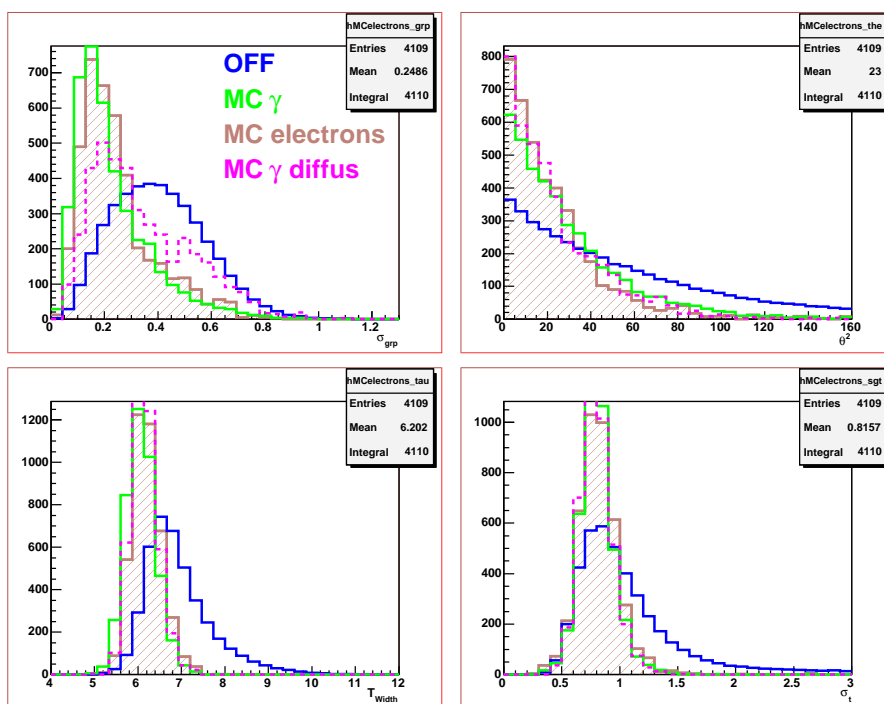 hMCelectrons_grp
Entries 4109
Mean 0.2486
Integral 4110
OFF
MC γ
MC electrons
MC γ diffus
700
600
500
400
300
200
100
0
0 0.2 0.4 0.6 0.8 1 1.2
σgrp
hMCelectrons_the
Entries 4109
Mean 23
Integral 4110
800
700
600
500
400
300
200
100
0
0 20 40 60 80 100 120 140 160
θ²
hMCelectrons_tau
Entries 4109
Mean 6.202
Integral 4110
1200
1000
800
600
400
200
0
4 5 6 7 8 9 10 11 12
TWidth
hMCelectrons_sgt
Entries 4109
Mean 0.8157
Integral 4110
1000
800
600
400
200
0
0 0.5 1 1.5 2 2.5 3
σt